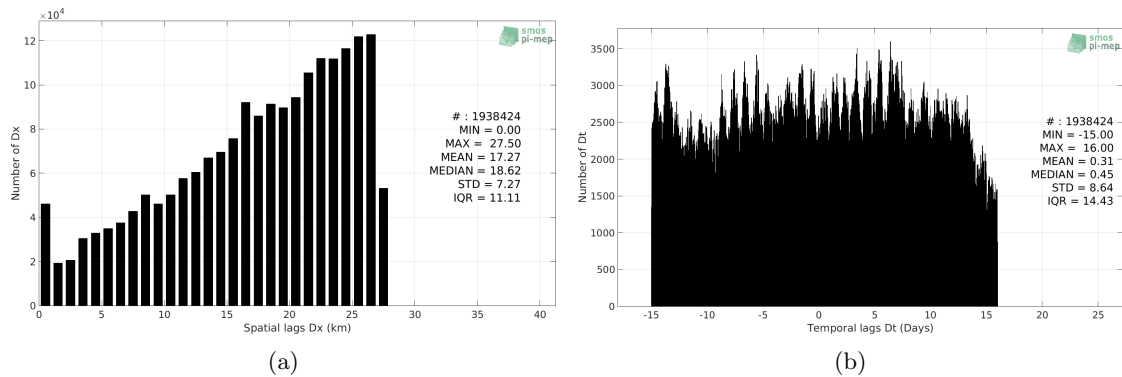 ×10⁴
12
10
8
6
4
2
0
Number of Dx
0 5 10 15 20 25 30 35 40
Spatial lags Dx (km)
smos
pi-mep
# : 1938424
MIN = 0.00
MAX = 27.50
MEAN = 17.27
MEDIAN = 18.62
STD = 7.27
IQR = 11.11
(a)
3500
3000
2500
2000
1500
1000
500
0
Number of Dt
-15 -10 -5 0 5 10 15 20 25
Temporal lags Dt (Days)
smos
pi-mep
# : 1938424
MIN = -15.00
MAX = 16.00
MEAN = 0.31
MEDIAN = 0.45
STD = 8.64
IQR = 14.43
(b)